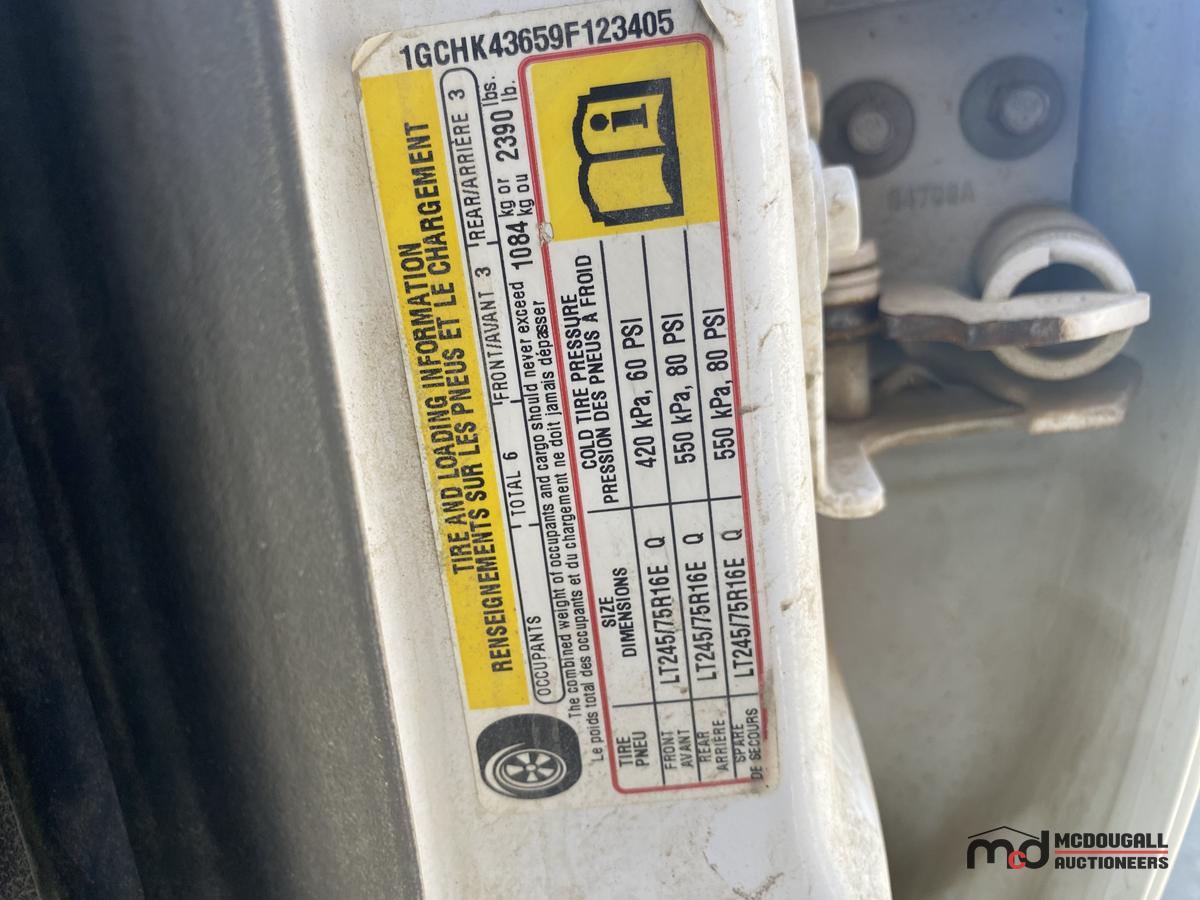 1GCHK43659F123405
TIRE AND LOADING INFORMATION
RENSEIGNEMENTS SUR LES PNEUS ET LE CHARGEMENT
OCCUPANTS TOTAL 6 FRONT/AVANT 3 REAR/ARRIÈRE 3
The combined weight of occupants and cargo should never exceed 1084 kg or 2390 lbs.
Le poids total des occupants et du chargement ne doit jamais dépasser kg ou lb.
TIRE SIZE COLD TIRE PRESSURE
PNEU DIMENSIONS PRESSION DES PNEUS À FROID
FRONT
AVANT LT245/75R16E Q 420 kPa, 60 PSI
REAR
ARRIÈRE LT245/75R16E Q 550 kPa, 80 PSI
SPARE
DE SECOURS LT245/75R16E Q 550 kPa, 80 PSI
i
mcd MCDOUGALL
AUCTIONEERS